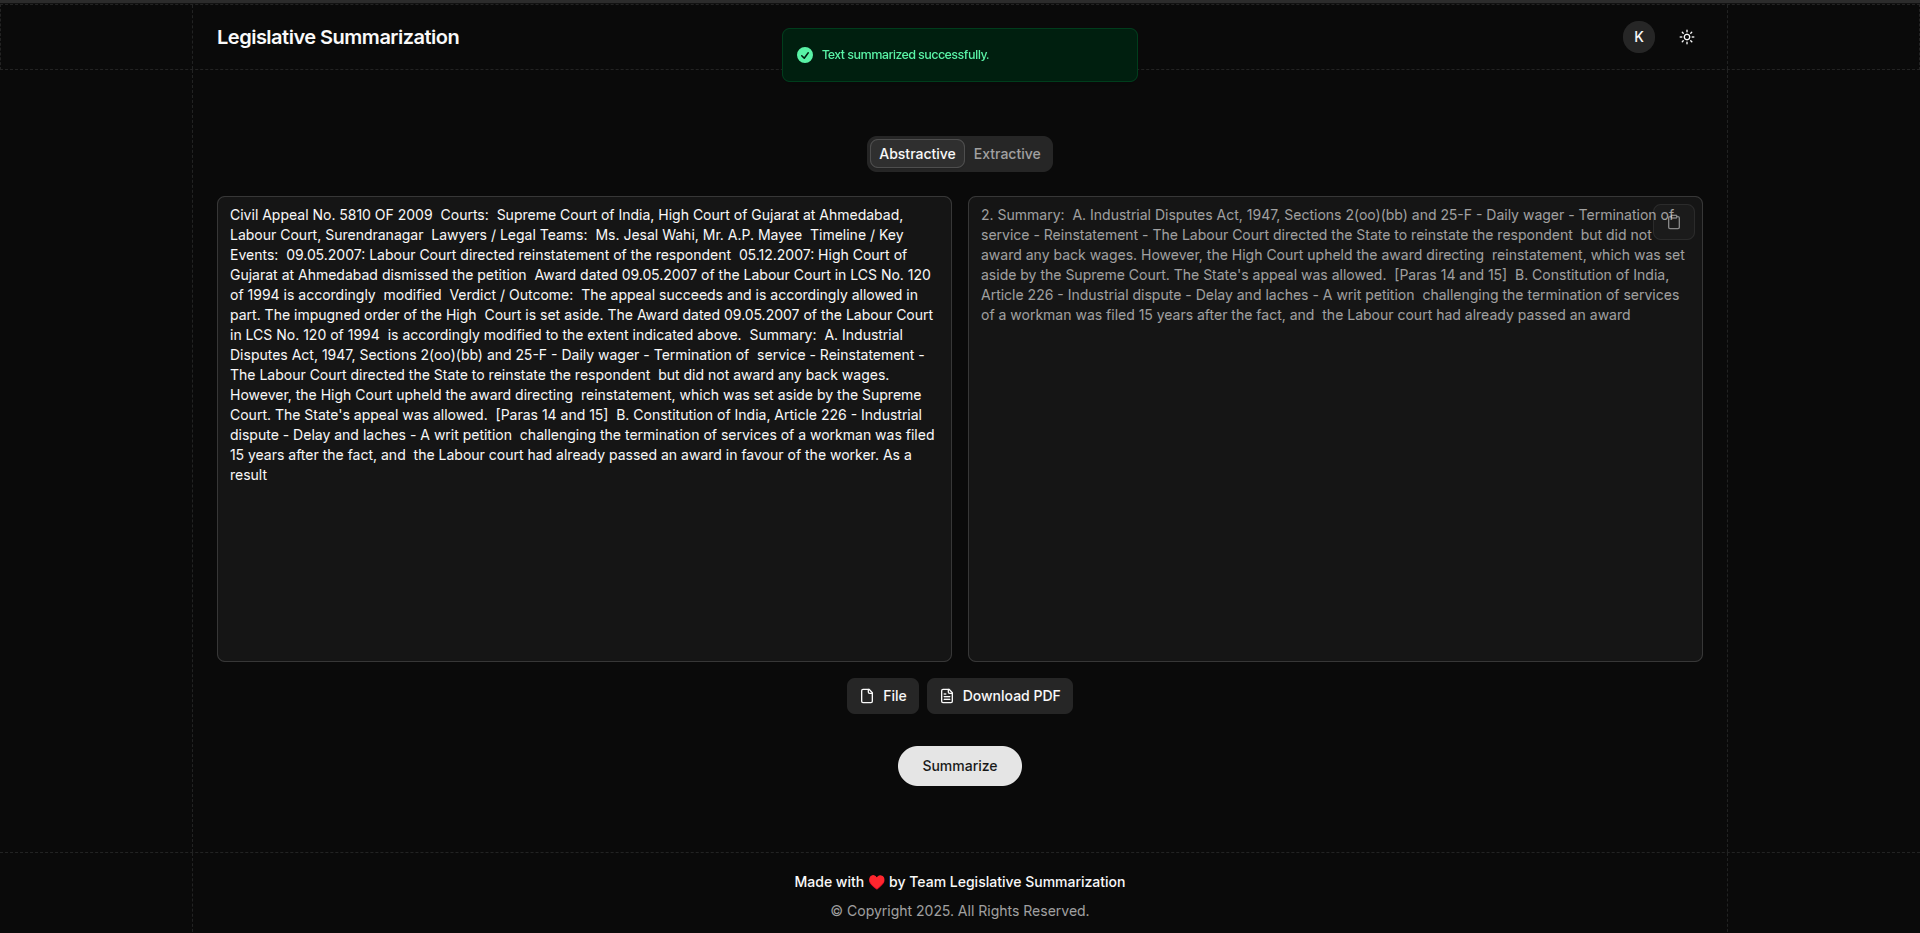 Legislative Summarization
Text summarized successfully.
K
Abstractive Extractive
Civil Appeal No. 5810 OF 2009  Courts:  Supreme Court of India, High Court of Gujarat at Ahmedabad,
Labour Court, Surendranagar  Lawyers / Legal Teams:  Ms. Jesal Wahi, Mr. A.P. Mayee  Timeline / Key
Events:  09.05.2007: Labour Court directed reinstatement of the respondent  05.12.2007: High Court of
Gujarat at Ahmedabad dismissed the petition  Award dated 09.05.2007 of the Labour Court in LCS No. 120
of 1994 is accordingly  modified  Verdict / Outcome:  The appeal succeeds and is accordingly allowed in
part. The impugned order of the High  Court is set aside. The Award dated 09.05.2007 of the Labour Court
in LCS No. 120 of 1994  is accordingly modified to the extent indicated above.  Summary:  A. Industrial
Disputes Act, 1947, Sections 2(oo)(bb) and 25-F - Daily wager - Termination of  service - Reinstatement -
The Labour Court directed the State to reinstate the respondent  but did not award any back wages.
However, the High Court upheld the award directing  reinstatement, which was set aside by the Supreme
Court. The State's appeal was allowed.  [Paras 14 and 15]  B. Constitution of India, Article 226 - Industrial
dispute - Delay and laches - A writ petition  challenging the termination of services of a workman was filed
15 years after the fact, and  the Labour court had already passed an award in favour of the worker. As a
result
2. Summary:  A. Industrial Disputes Act, 1947, Sections 2(oo)(bb) and 25-F - Daily wager - Termination of
service - Reinstatement - The Labour Court directed the State to reinstate the respondent  but did not
award any back wages. However, the High Court upheld the award directing  reinstatement, which was set
aside by the Supreme Court. The State's appeal was allowed.  [Paras 14 and 15]  B. Constitution of India,
Article 226 - Industrial dispute - Delay and laches - A writ petition  challenging the termination of services
of a workman was filed 15 years after the fact, and  the Labour court had already passed an award
File
Download PDF
Summarize
Made with ❤️ by Team Legislative Summarization
© Copyright 2025. All Rights Reserved.